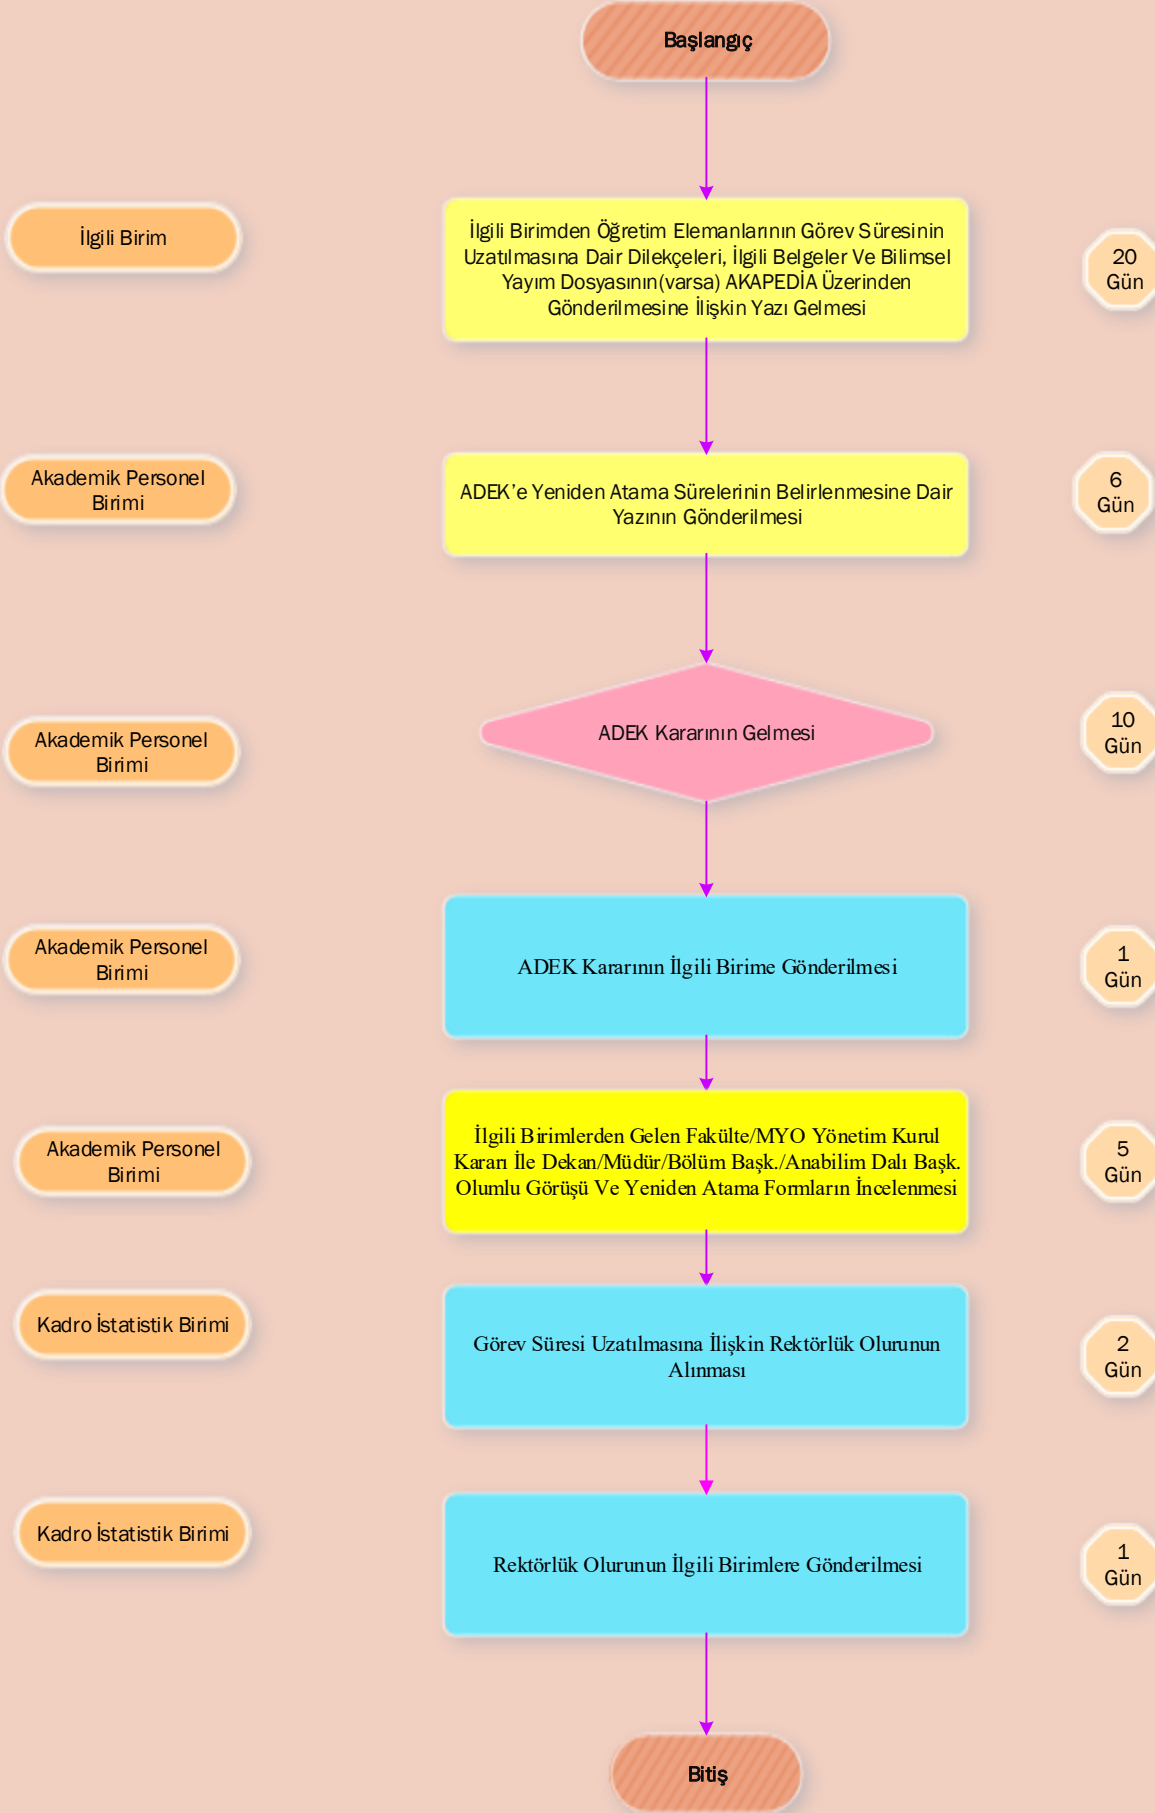 Başlangıç
İlgili Birim
İlgili Birimden Öğretim Elemanlarının Görev Süresinin
Uzatılmasına Dair Dilekçeleri, İlgili Belgeler Ve Bilimsel
Yayım Dosyasının(varsa) AKAPEDİA Üzerinden
Gönderilmesine İlişkin Yazı Gelmesi
20
Gün
Akademik Personel
Birimi
ADEK’e Yeniden Atama Sürelerinin Belirlenmesine Dair
Yazının Gönderilmesi
6
Gün
Akademik Personel
Birimi
ADEK Kararının Gelmesi
10
Gün
Akademik Personel
Birimi
ADEK Kararının İlgili Birime Gönderilmesi
1
Gün
Akademik Personel
Birimi
İlgili Birimlerden Gelen Fakülte/MYO Yönetim Kurul
Kararı İle Dekan/Müdür/Bölüm Başk./Anabilim Dalı Başk.
Olumlu Görüşü Ve Yeniden Atama Formların İncelenmesi
5
Gün
Kadro İstatistik Birimi
Görev Süresi Uzatılmasına İlişkin Rektörlük Olurunun
Alınması
2
Gün
Kadro İstatistik Birimi
Rektörlük Olurunun İlgili Birimlere Gönderilmesi
1
Gün
Bitiş